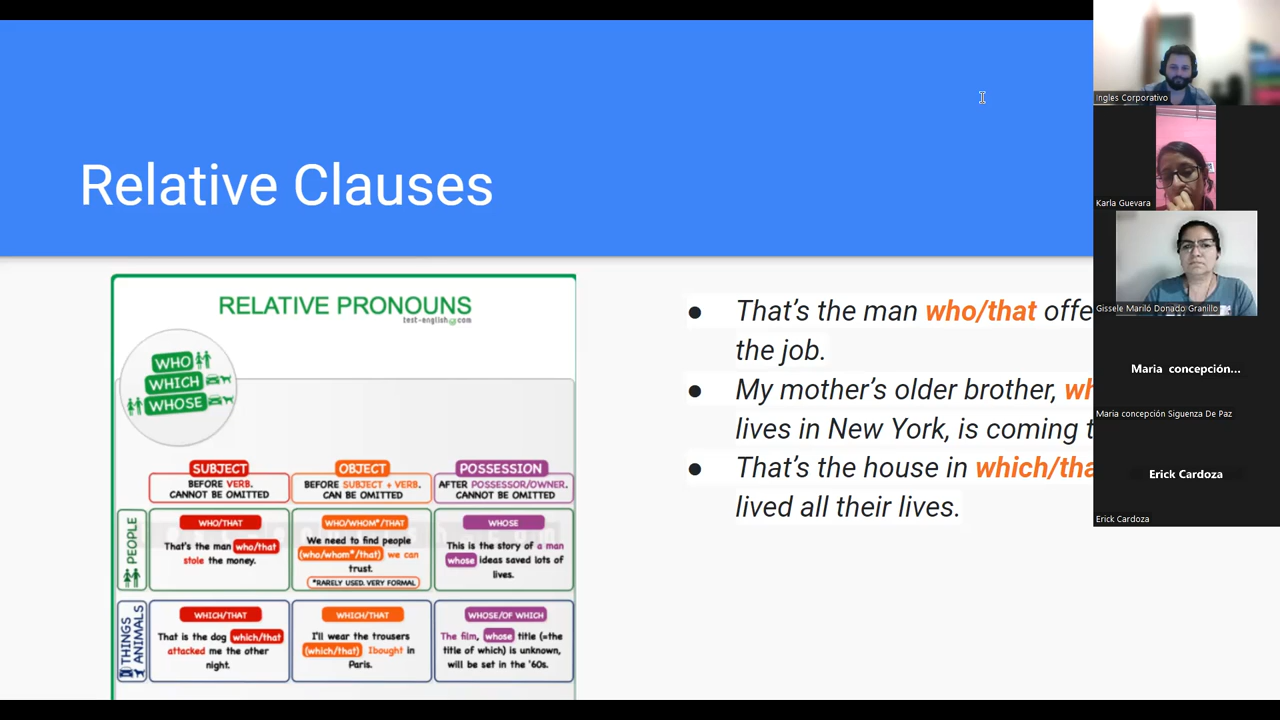 Relative Clauses
RELATIVE PRONOUNS
test-english.com
WHO
WHICH
WHOSE
SUBJECT
BEFORE VERB.
CANNOT BE OMITTED
OBJECT
BEFORE SUBJECT + VERB.
CAN BE OMITTED
POSSESSION
AFTER POSSESSOR/OWNER.
CANNOT BE OMITTED
PEOPLE
WHO/THAT
That's the man who/that
stole the money.
WHO/WHOM*/THAT
We need to find people
(who/whom*/that) we can
trust.
*RARELY USED. VERY FORMAL
WHOSE
This is the story of a man
whose ideas saved lots of
lives.
THINGS
ANIMALS
WHICH/THAT
That is the dog which/that
attacked me the other
night.
WHICH/THAT
I'll wear the trousers
(which/that) I bought in
Paris.
WHOSE/OF WHICH
The film, whose title (=the
title of which) is unknown,
will be set in the '60s.
● That's the man who/that offe
the job.
● My mother's older brother, wh
lives in New York, is coming t
● That's the house in which/tha
lived all their lives.
Ingles Corporativo
Karla Guevara
Gissele Mariló Donado Granillo
Maria concepción...
Maria concepción Siguenza De Paz
Erick Cardoza
Erick Cardoza